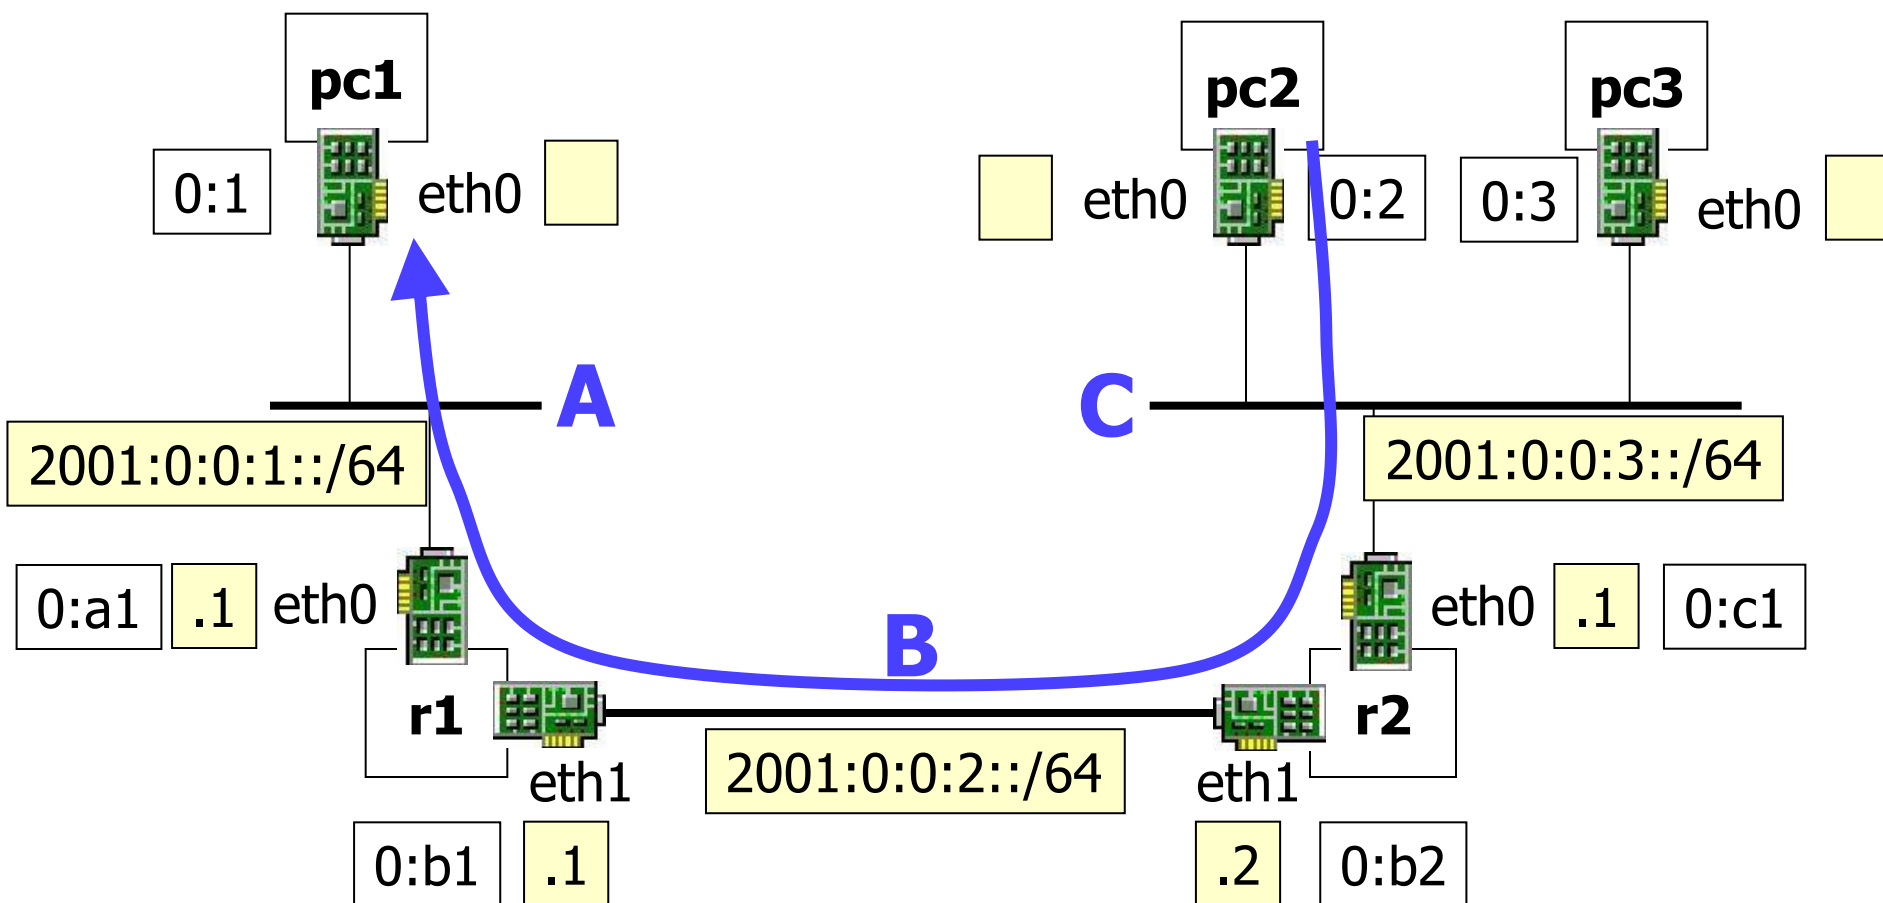 pc1
pc2
pc3
0:1
eth0
eth0
0:2
0:3
eth0
A
C
2001:0:0:1::/64
2001:0:0:3::/64
0:a1
.1
eth0
eth0
.1
0:c1
B
r1
r2
eth1
2001:0:0:2::/64
eth1
0:b1
.1
.2
0:b2